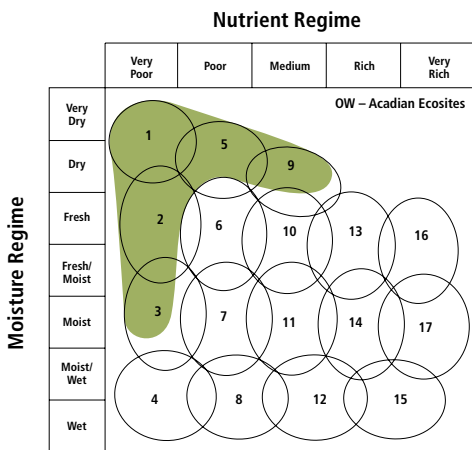 Nutrient Regime
Very Poor
Poor
Medium
Rich
Very Rich
OW – Acadian Ecosites
Moisture Regime
Very Dry
Dry
Fresh
Fresh/ Moist
Moist
Moist/ Wet
Wet
1
5
9
2
6
10
13
16
3
7
11
14
17
4
8
12
15